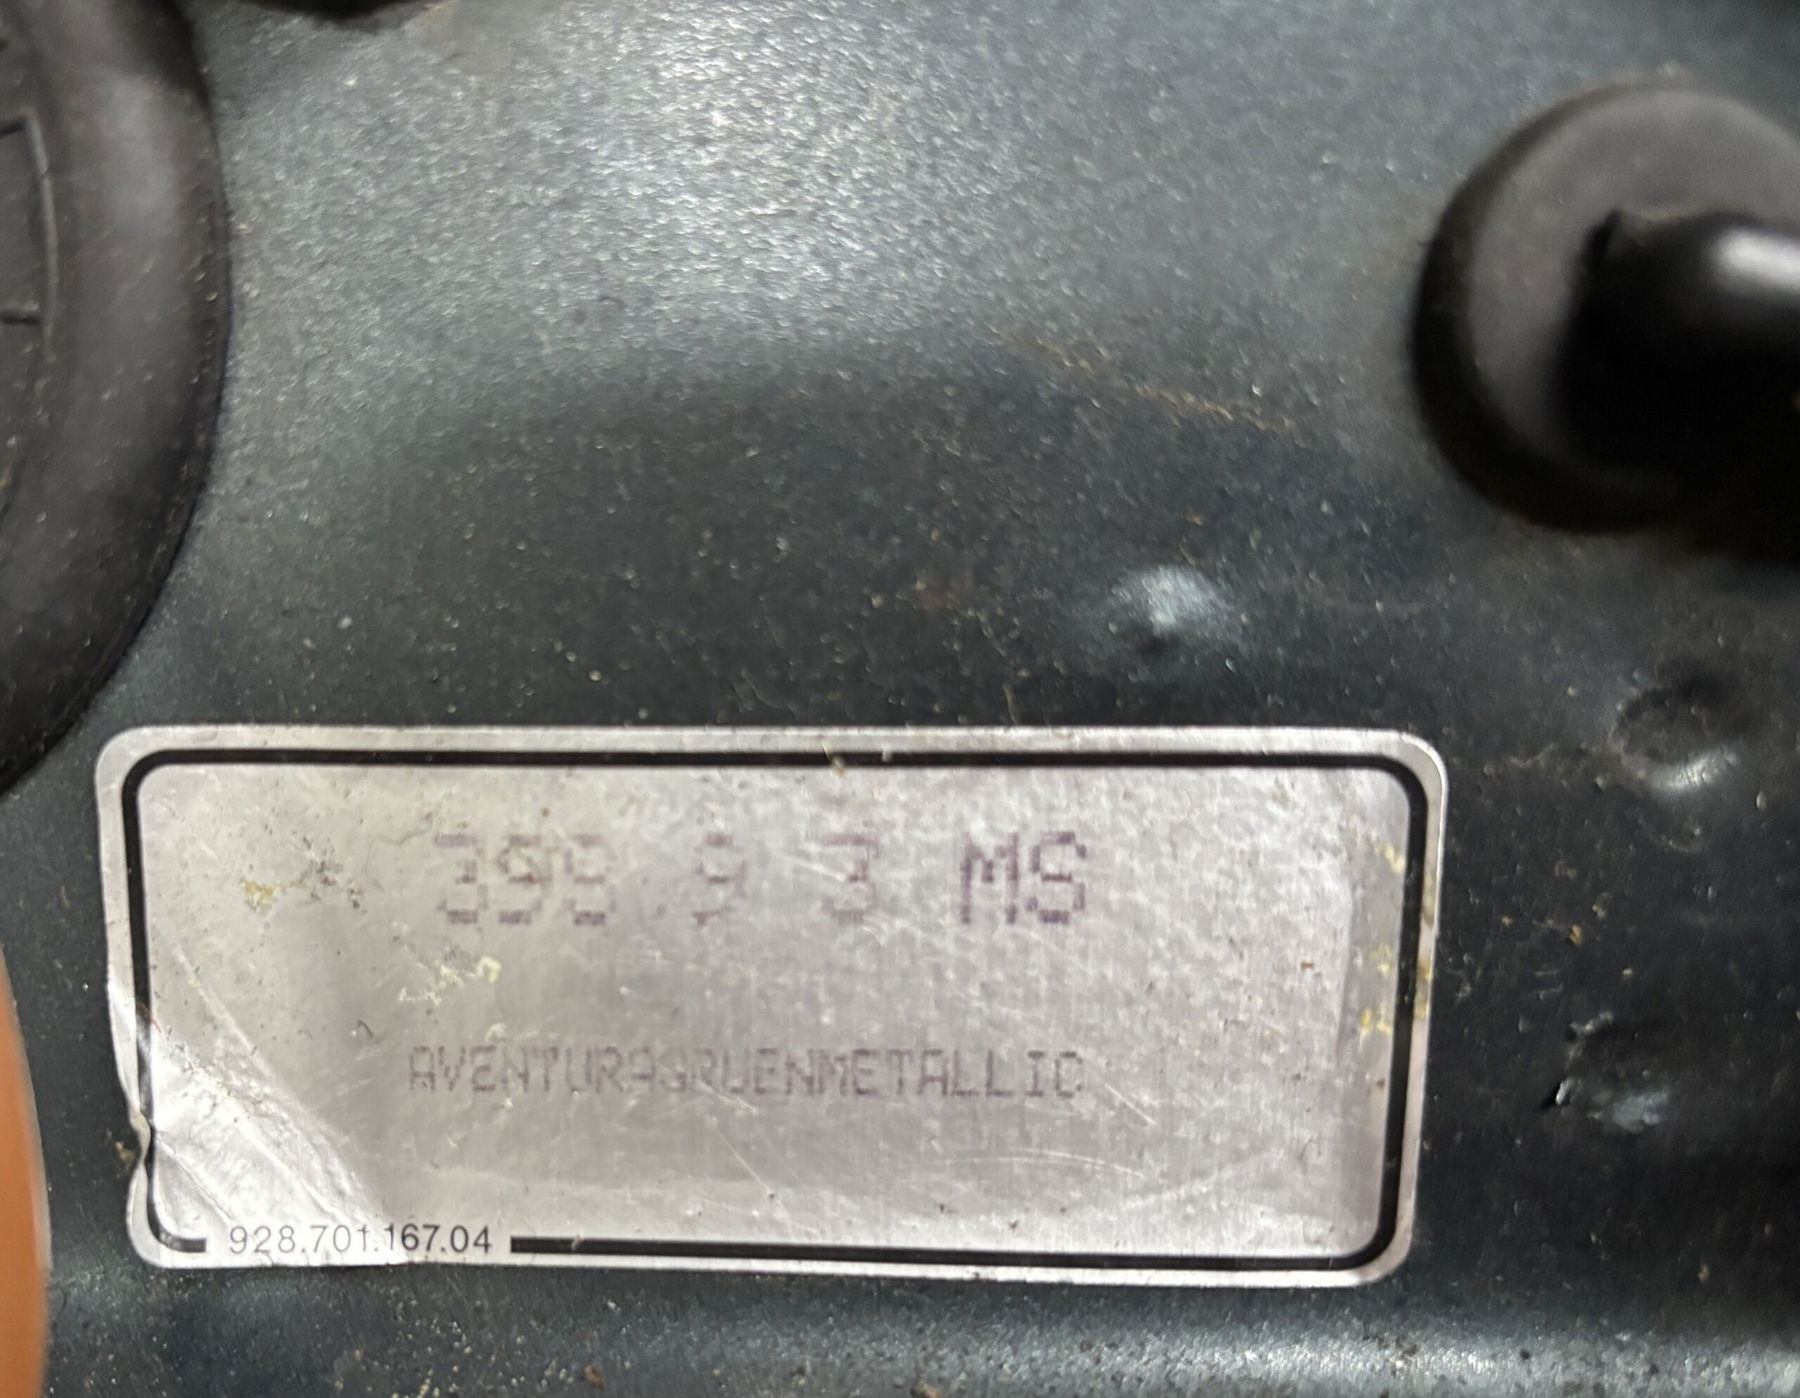 39S 9 3 MS
AVENTURAGRUENMETALLIC
928.701.167.04